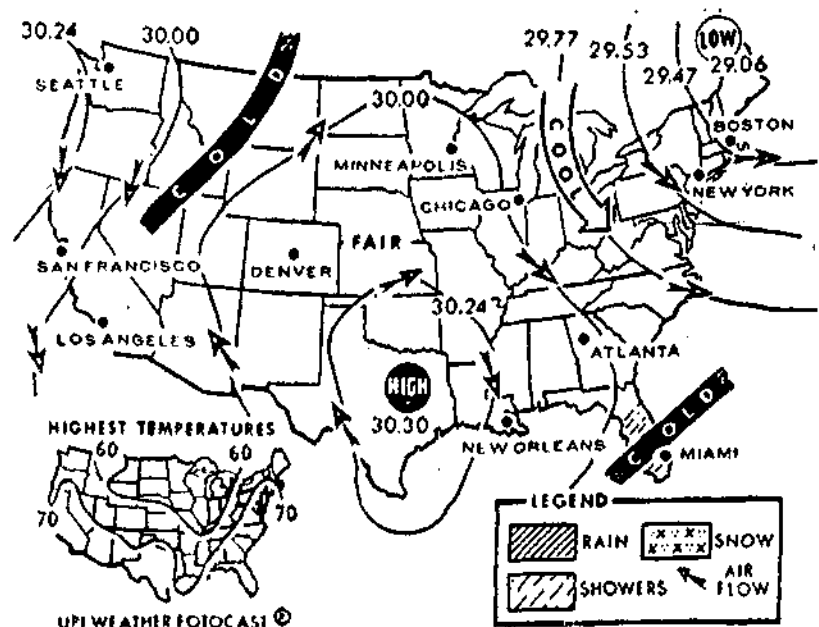 30.24
30.00
29.77
29.53
LOW
29.47
29.06
COLD
SEATTLE
30.00
COOL
BOSTON
MINNEAPOLIS
NEW YORK
CHICAGO
FAIR
SAN FRANCISCO
DENVER
30.24
LOS ANGELES
ATLANTA
HIGH
30.30
COLD
NEW ORLEANS
MIAMI
HIGHEST TEMPERATURES
60
60
70
70
LEGEND
RAIN
SNOW
SHOWERS
AIR
FLOW
UPI WEATHER FOTOCAST ©